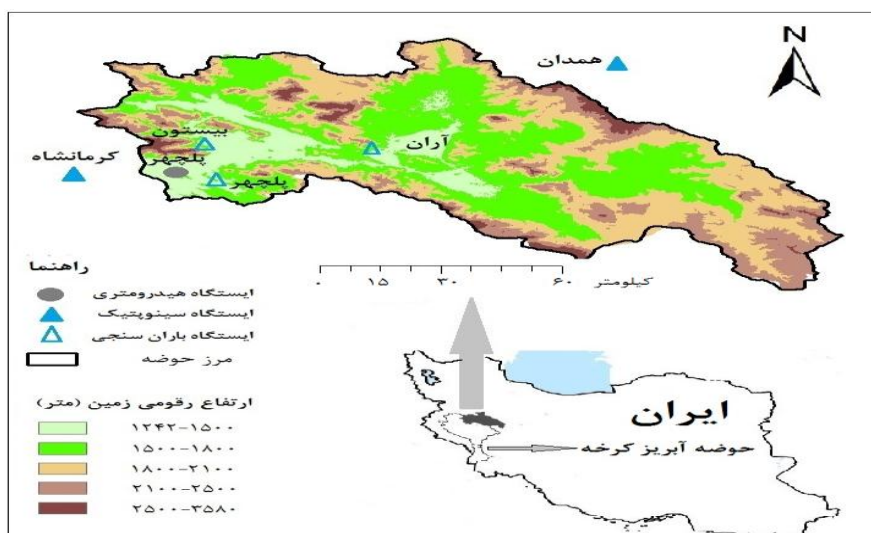 N
همدان
بیستون
آران
پلچهر
کرمانشاه
پلچهر
راهنما
ایستگاه هیدرومتری
ایستگاه سینوپتیک
ایستگاه باران سنجی
مرز حوضه
۰ ۱۵ ۳۰ ۶۰ کیلومتر
ارتفاع رقومی زمین (متر)
۱۲۴۲-۱۵۰۰
۱۵۰۰-۱۸۰۰
۱۸۰۰-۲۱۰۰
۲۱۰۰-۲۵۰۰
۲۵۰۰-۳۵۸۰
ایران
حوضه آبریز کرخه